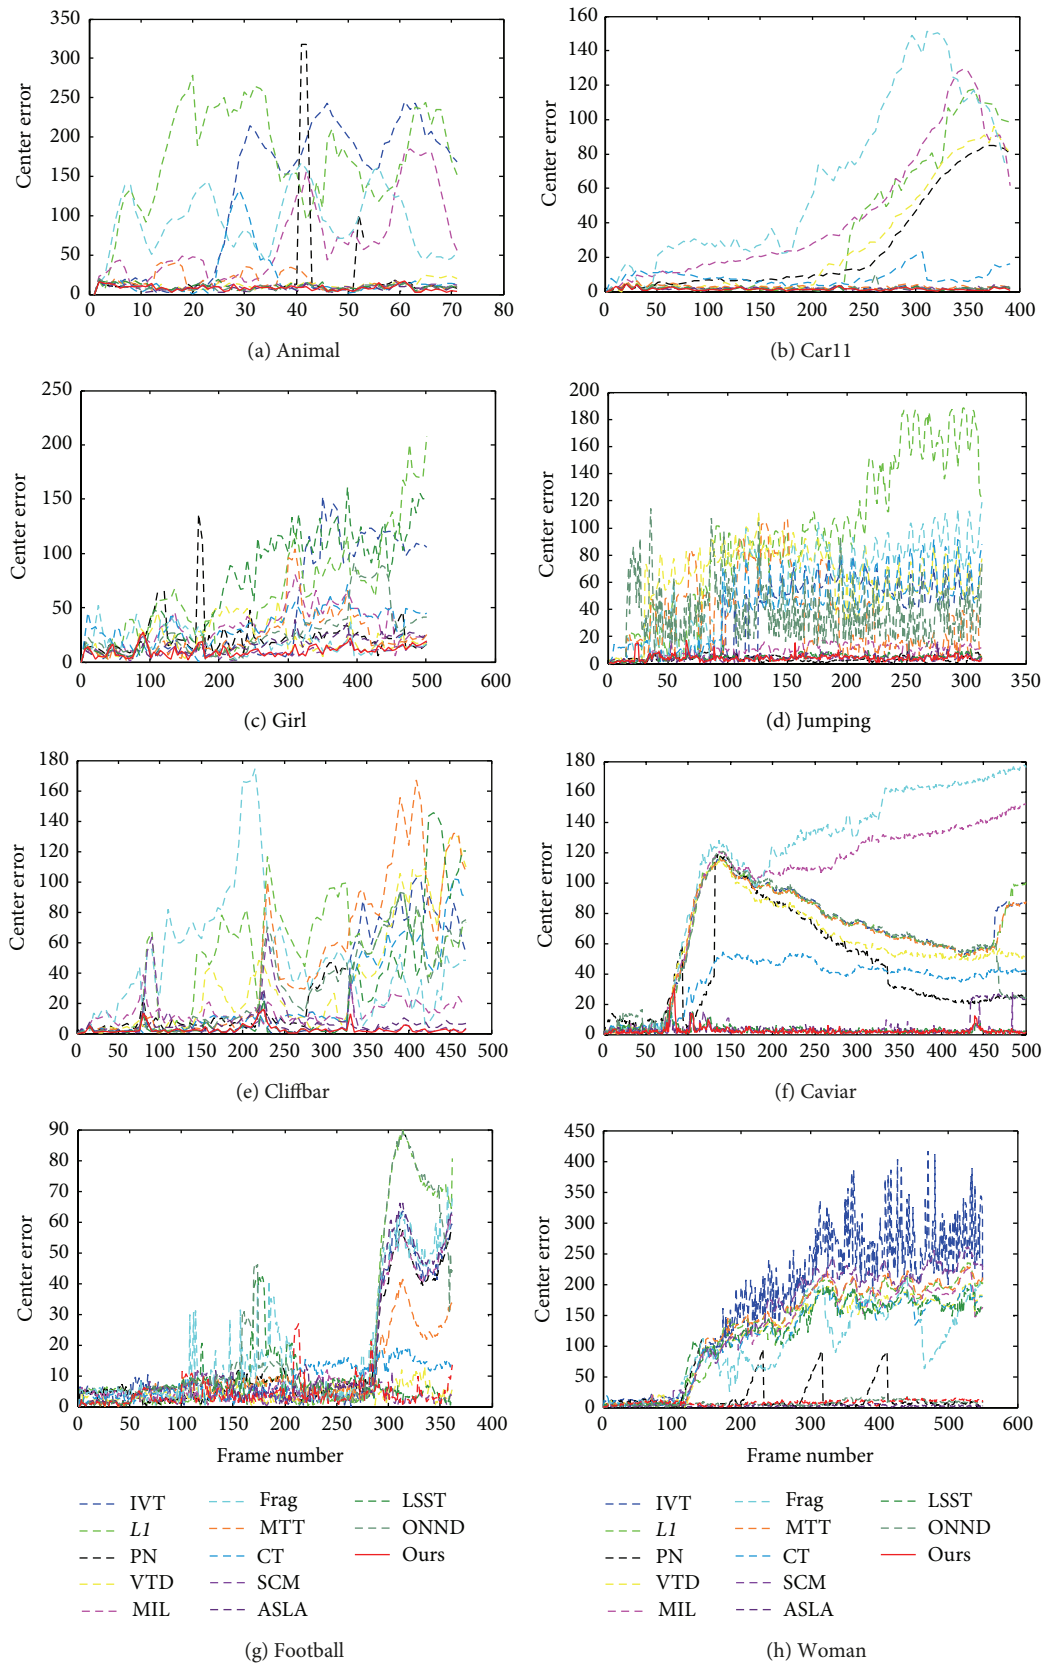 350
300
250
200
150
100
50
0
Center error
0 10 20 30 40 50 60 70 80
(a) Animal
160
140
120
100
80
60
40
20
0
Center error
0 50 100 150 200 250 300 350 400
(b) Car11
250
200
150
100
50
0
Center error
0 100 200 300 400 500 600
(c) Girl
200
180
160
140
120
100
80
60
40
20
0
Center error
0 50 100 150 200 250 300 350
(d) Jumping
180
160
140
120
100
80
60
40
20
0
Center error
0 50 100 150 200 250 300 350 400 450 500
(e) Cliffbar
180
160
140
120
100
80
60
40
20
0
Center error
0 50 100 150 200 250 300 350 400 450 500
(f) Caviar
90
80
70
60
50
40
30
20
10
0
Center error
0 50 100 150 200 250 300 350 400
Frame number
IVT Frag LSST
L1 MTT ONND
PN CT Ours
VTD SCM
MIL ASLA
(g) Football
450
400
350
300
250
200
150
100
50
0
Center error
0 100 200 300 400 500 600
Frame number
IVT Frag LSST
L1 MTT ONND
PN CT Ours
VTD SCM
MIL ASLA
(h) Woman